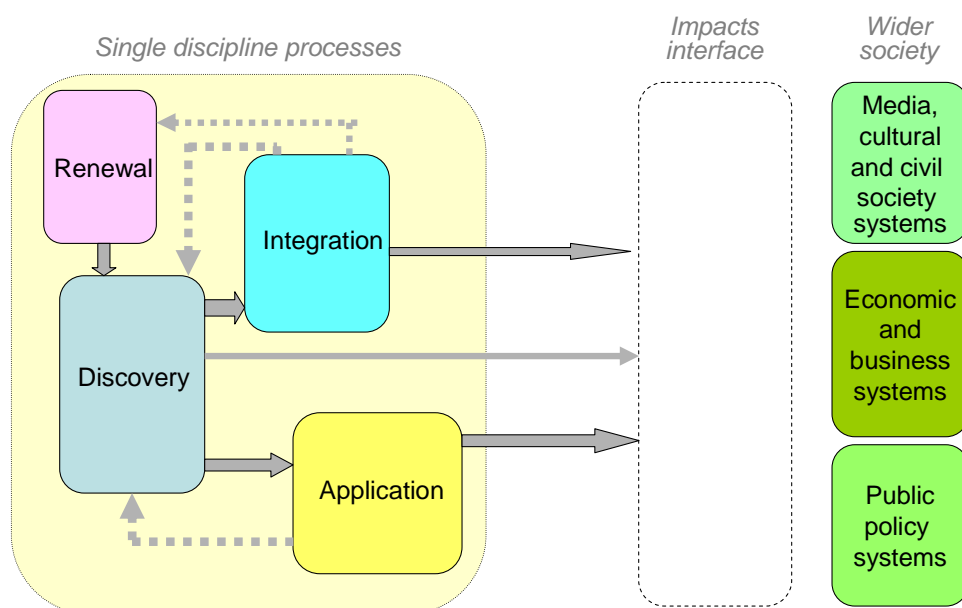 Single discipline processes
Impacts
interface
Wider
society
Renewal
Integration
Discovery
Application
Media,
cultural
and civil
society
systems
Economic
and
business
systems
Public
policy
systems